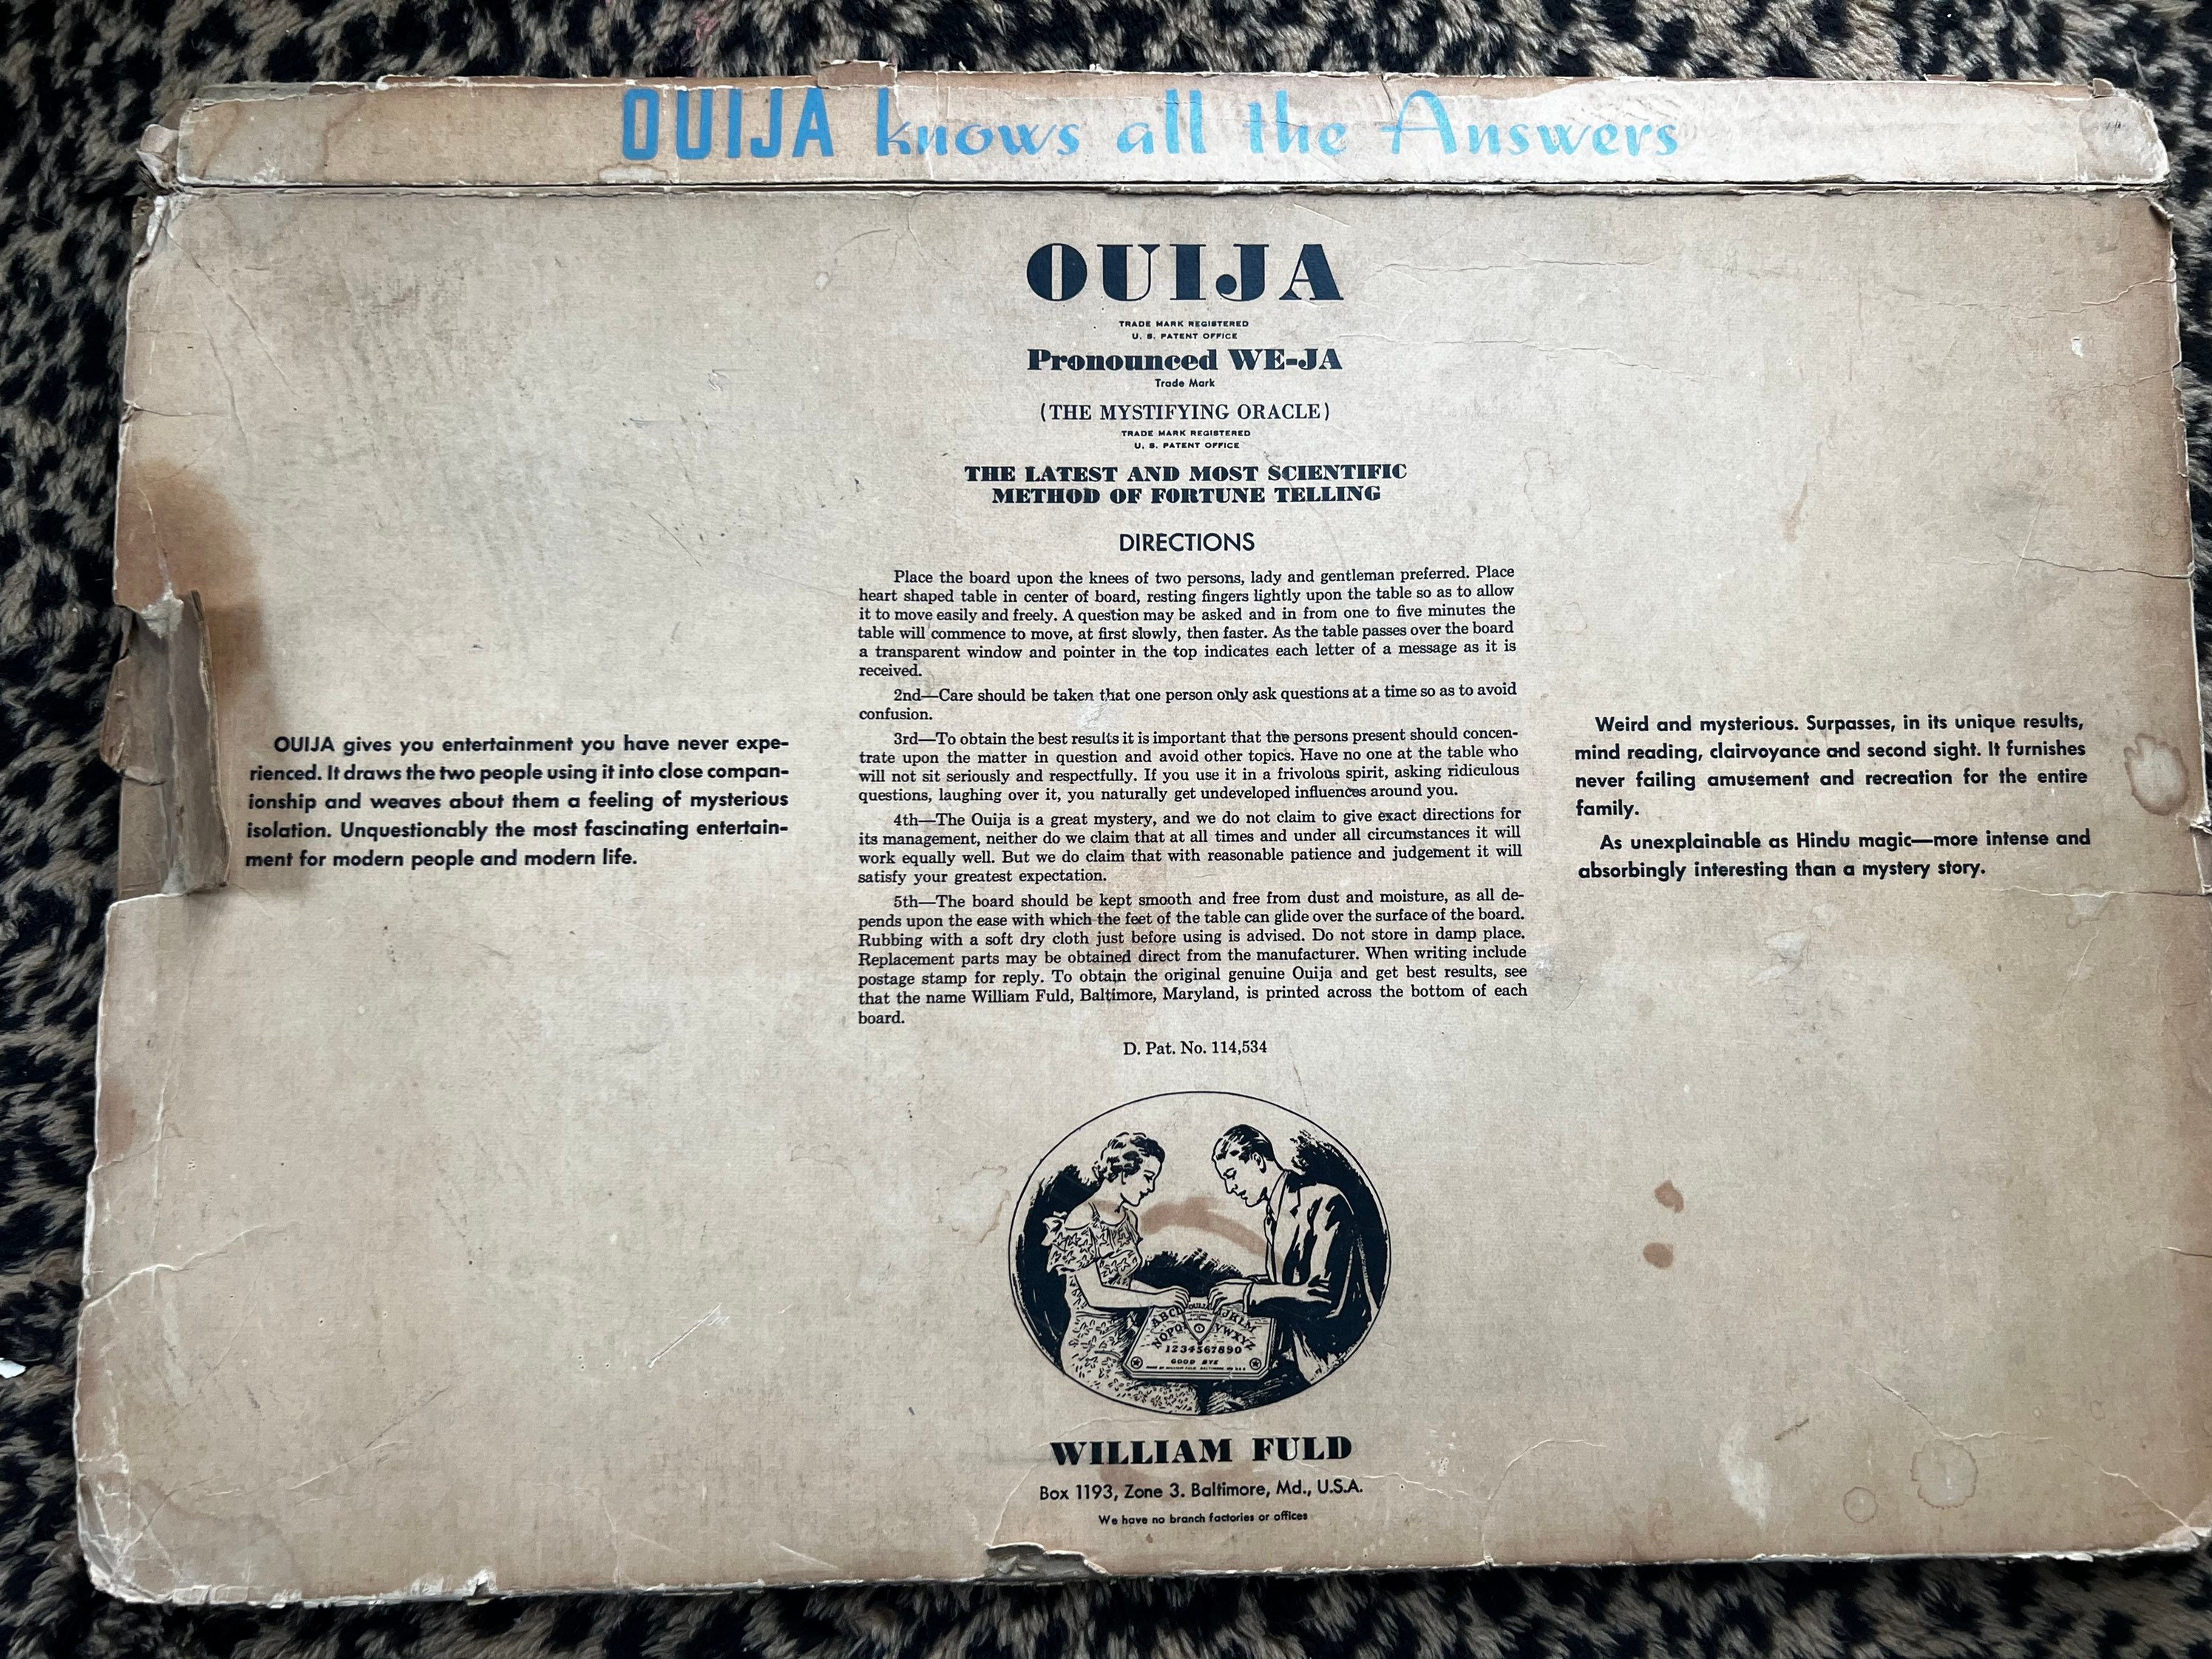 OUIJA knows all the Answers
OUIJA
TRADE MARK REGISTERED
U. S. PATENT OFFICE
Pronounced WE-JA
Trade Mark
(THE MYSTIFYING ORACLE)
TRADE MARK REGISTERED
U. S. PATENT OFFICE
THE LATEST AND MOST SCIENTIFIC
METHOD OF FORTUNE TELLING
DIRECTIONS
Place the board upon the knees of two persons, lady and gentleman preferred. Place
heart shaped table in center of board, resting fingers lightly upon the table so as to allow
it to move easily and freely. A question may be asked and in from one to five minutes the
table will commence to move, at first slowly, then faster. As the table passes over the board
a transparent window and pointer in the top indicates each letter of a message as it is
received.
2nd—Care should be taken that one person only ask questions at a time so as to avoid
confusion.
3rd—To obtain the best results it is important that the persons present should concen-
trate upon the matter in question and avoid other topics. Have no one at the table who
will not sit seriously and respectfully. If you use it in a frivolous spirit, asking ridiculous
questions, laughing over it, you naturally get undeveloped influences around you.
4th—The Ouija is a great mystery, and we do not claim to give exact directions for
its management, neither do we claim that at all times and under all circumstances it will
work equally well. But we do claim that with reasonable patience and judgement it will
satisfy your greatest expectation.
5th—The board should be kept smooth and free from dust and moisture, as all de-
pends upon the ease with which the feet of the table can glide over the surface of the board.
Rubbing with a soft dry cloth just before using is advised. Do not store in damp place.
Replacement parts may be obtained direct from the manufacturer. When writing include
postage stamp for reply. To obtain the original genuine Ouija and get best results, see
that the name William Fuld, Baltimore, Maryland, is printed across the bottom of each
board.
D. Pat. No. 114,534
OUIJA gives you entertainment you have never expe-
rienced. It draws the two people using it into close compan-
ionship and weaves about them a feeling of mysterious
isolation. Unquestionably the most fascinating entertain-
ment for modern people and modern life.
Weird and mysterious. Surpasses, in its unique results,
mind reading, clairvoyance and second sight. It furnishes
never failing amusement and recreation for the entire
family.
As unexplainable as Hindu magic—more intense and
absorbingly interesting than a mystery story.
OUIJA
ABC JKLM
NOPQ VWXYZ
1234567890
GOOD BYE
WILLIAM FULD
Box 1193, Zone 3. Baltimore, Md., U.S.A.
We have no branch factories or offices